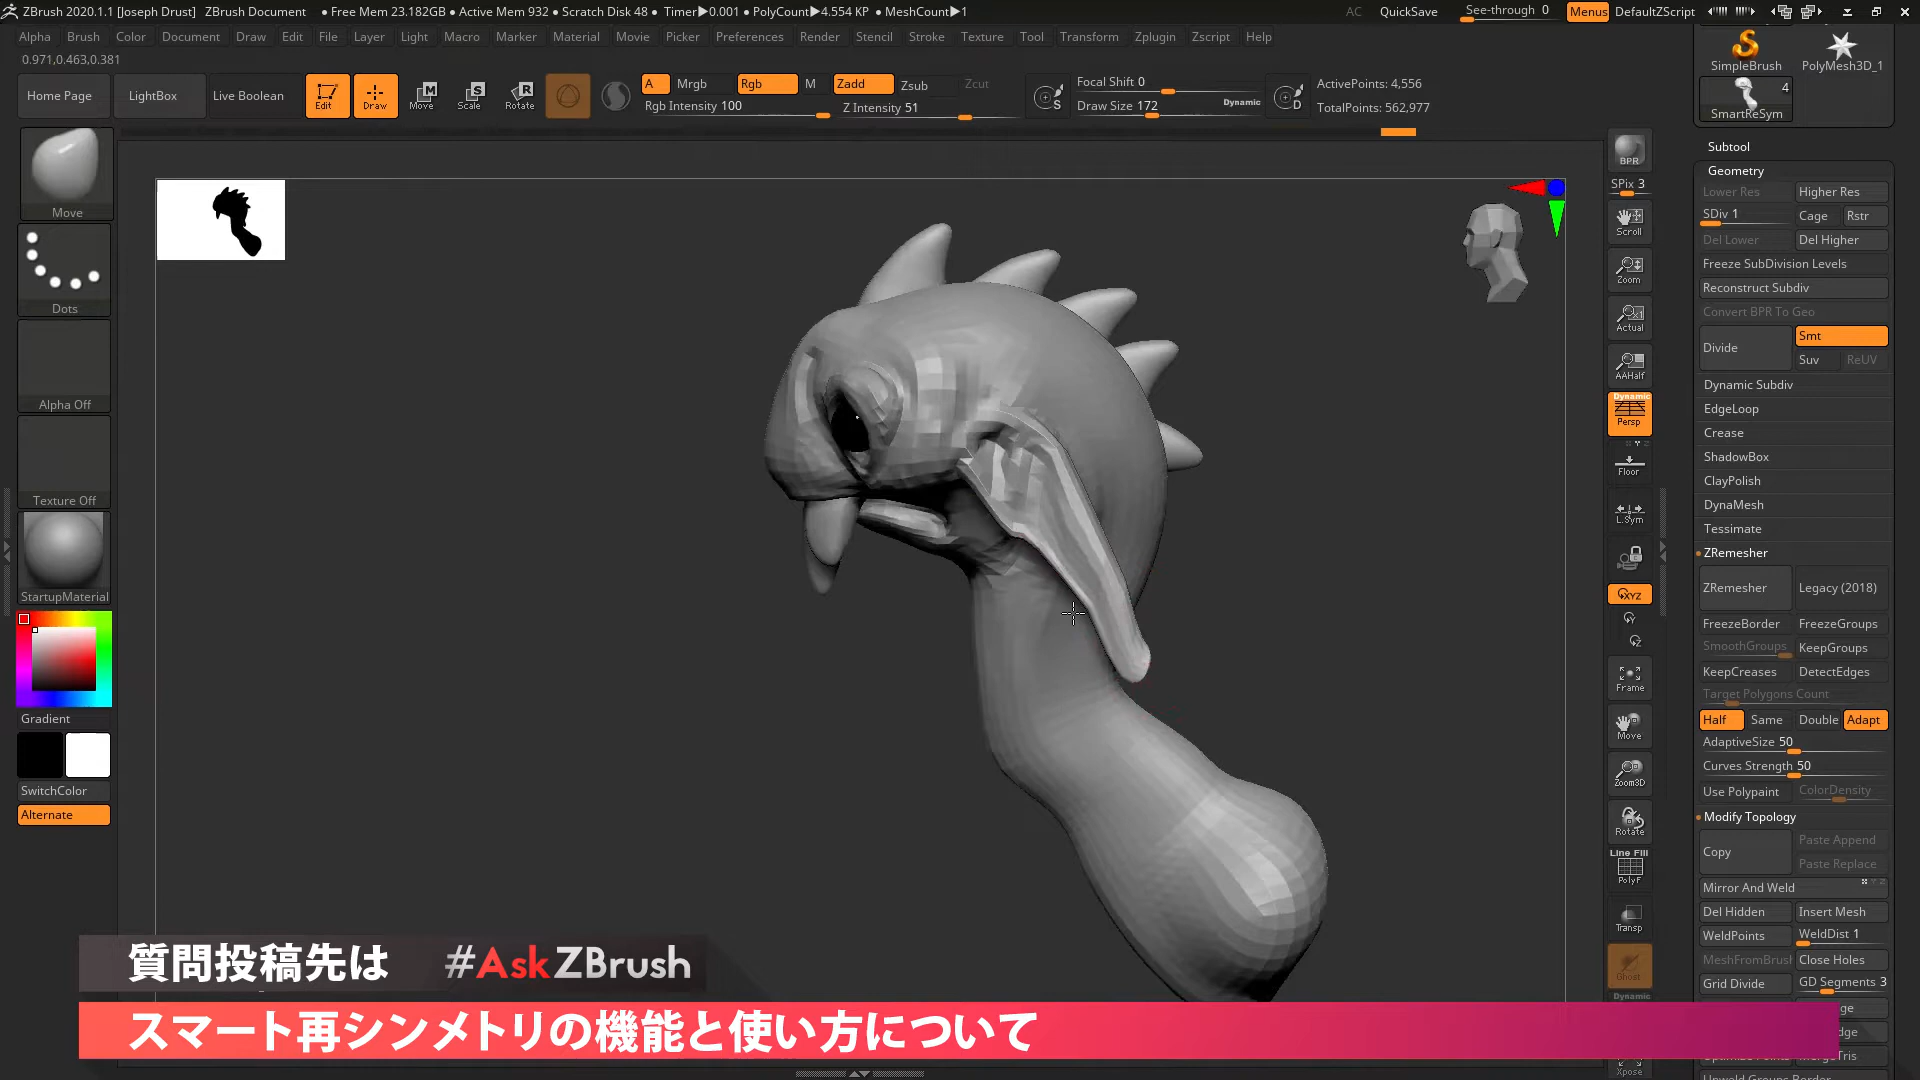 ZBrush 2020.1.1 [Joseph Drust] ZBrush Document • Free Mem 23.182GB • Active Mem 932 • Scratch Disk 48 • Timer▶0.001 • PolyCount▶4.554 KP • MeshCount▶1 AC QuickSave See-through 0 Menus DefaultZScript
Alpha Brush Color Document Draw Edit File Layer Light Macro Marker Material Movie Picker Preferences Render Stencil Stroke Texture Tool Transform Zplugin Zscript Help
0.971,0.463,0.381
Home Page LightBox Live Boolean Edit Draw Move Scale Rotate
A Mrgb Rgb M Zadd Zsub Zcut
Rgb Intensity 100 Z Intensity 51
S
Focal Shift 0
Draw Size 172 Dynamic
D
ActivePoints: 4,556
TotalPoints: 562,977
Move
Dots
Alpha Off
Texture Off
StartupMaterial
Gradient
SwitchColor
Alternate
BPR
SPix 3
Scroll
Zoom
Actual
AAHalf
Dynamic
Persp
Floor
L.Sym
XYZ
Y
Z
Frame
Move
Zoom3D
Rotate
Line Fill
PolyF
Transp
Ghost
Dynamic
Xpose
SimpleBrush PolyMesh3D_1
4
SmartReSym
Subtool
Geometry
Lower Res Higher Res
SDiv 1 Cage Rstr
Del Lower Del Higher
Freeze SubDivision Levels
Reconstruct Subdiv
Convert BPR To Geo
Divide Smt
Suv ReUV
Dynamic Subdiv
EdgeLoop
Crease
ShadowBox
ClayPolish
DynaMesh
Tessimate
ZRemesher
ZRemesher Legacy (2018)
FreezeBorder FreezeGroups
SmoothGroups KeepGroups
KeepCreases DetectEdges
Target Polygons Count
Half Same Double Adapt
AdaptiveSize 50
Curves Strength 50
Use Polypaint ColorDensity
Modify Topology
Copy Paste Append
Paste Replace
Mirror And Weld
Del Hidden Insert Mesh
WeldPoints WeldDist 1
MeshFromBrush Close Holes
Grid Divide GD Segments 3
質問投稿先は #AskZBrush
スマート再シンメトリの機能と使い方について